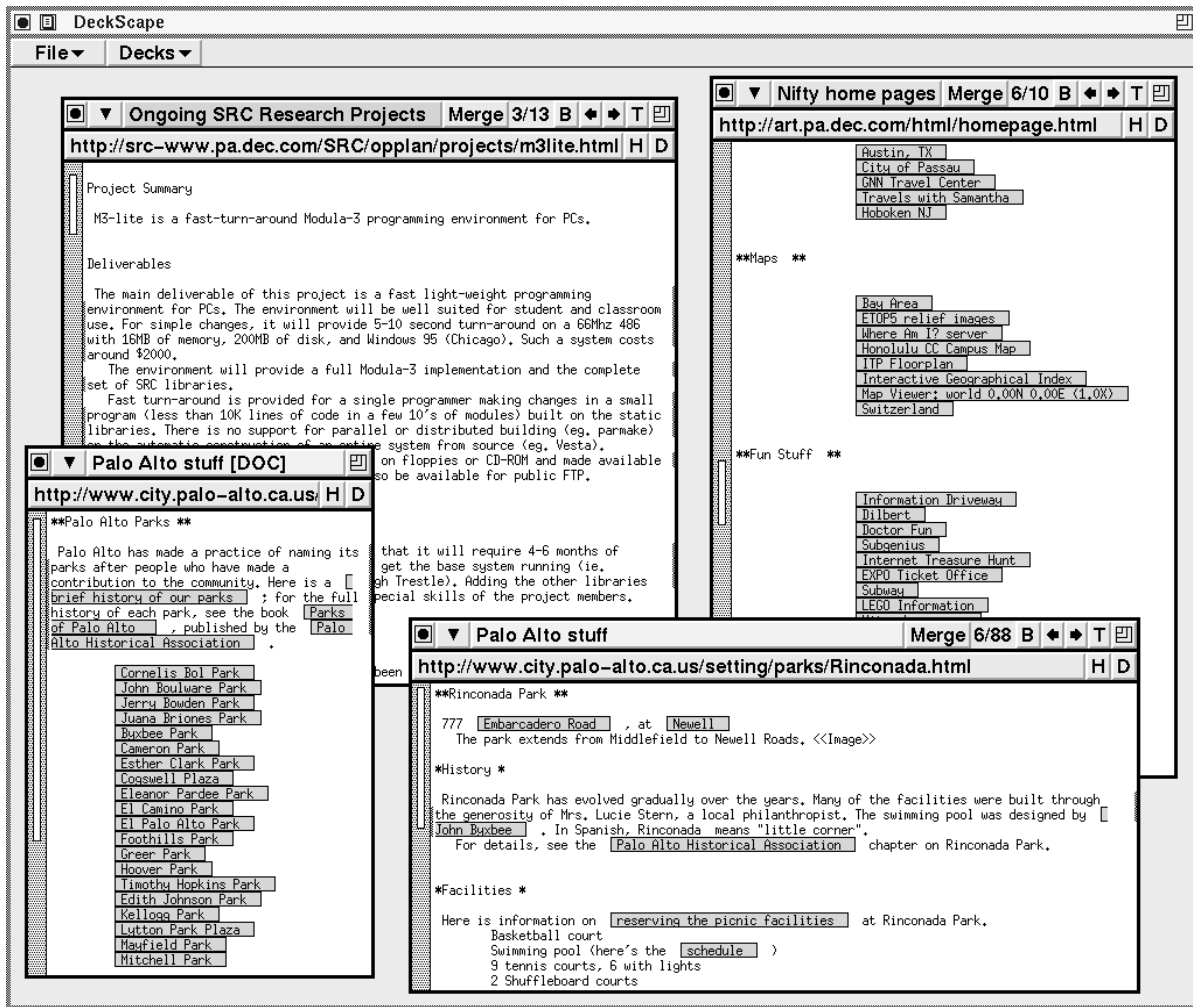 DeckScape
File Decks
Ongoing SRC Research Projects Merge 3/13 B T
http://src-www.pa.dec.com/SRC/opplan/projects/m3lite.html H D
Project Summary
M3-lite is a fast-turn-around Modula-3 programming environment for PCs.
Deliverables
The main deliverable of this project is a fast light-weight programming
environment for PCs. The environment will be well suited for student and classroom
use. For simple changes, it will provide 5-10 second turn-around on a 66Mhz 486
with 16MB of memory, 200MB of disk, and Windows 95 (Chicago). Such a system costs
around $2000.
The environment will provide a full Modula-3 implementation and the complete
set of SRC libraries.
Fast turn-around is provided for a single programmer making changes in a small
program (less than 10K lines of code in a few 10's of modules) built on the static
libraries. There is no support for parallel or distributed building (eg. parmake)
or the automatic construction of an entire system from source (eg. Vesta).
on floppies or CD-ROM and made available
so be available for public FTP.
that it will require 4-6 months of
get the base system running (ie.
gh Trestle). Adding the other libraries
pecial skills of the project members.
been
Nifty home pages Merge 6/10 B T
http://art.pa.dec.com/html/homepage.html H D
Austin, TX
City of Passau
GNN Travel Center
Travels with Samantha
Hoboken NJ
**Maps **
Bay Area
ETOP5 relief images
Where Am I? server
Honolulu CC Campus Map
ITP Floorplan
Interactive Geographical Index
Map Viewer: world 0.00N 0.00E (1.0X)
Switzerland
**Fun Stuff **
Information Driveway
Dilbert
Doctor Fun
Subgenius
Internet Treasure Hunt
EXPO Ticket Office
Subway
LEGO Information
Palo Alto stuff [DOC]
http://www.city.palo-alto.ca.us/ H D
**Palo Alto Parks **
Palo Alto has made a practice of naming its
parks after people who have made a
contribution to the community. Here is a
brief history of our parks ; for the full
history of each park, see the book Parks
of Palo Alto , published by the Palo
Alto Historical Association .
Cornelis Bol Park
John Boulware Park
Jerry Bowden Park
Juana Briones Park
Byxbee Park
Cameron Park
Esther Clark Park
Cogswell Plaza
Eleanor Pardee Park
El Camino Park
El Palo Alto Park
Foothills Park
Greer Park
Hoover Park
Timothy Hopkins Park
Edith Johnson Park
Kellogg Park
Lytton Park Plaza
Mayfield Park
Mitchell Park
Palo Alto stuff Merge 6/88 B T
http://www.city.palo-alto.ca.us/setting/parks/Rinconada.html H D
**Rinconada Park **
777 Embarcadero Road , at Newell
The park extends from Middlefield to Newell Roads. <<Image>>
*History *
Rinconada Park has evolved gradually over the years. Many of the facilities were built through
the generosity of Mrs. Lucie Stern, a local philanthropist. The swimming pool was designed by
John Byxbee . In Spanish, Rinconada means "little corner".
For details, see the Palo Alto Historical Association chapter on Rinconada Park.
*Facilities *
Here is information on reserving the picnic facilities at Rinconada Park.
Basketball court
Swimming pool (here's the schedule )
9 tennis courts, 6 with lights
2 Shuffleboard courts